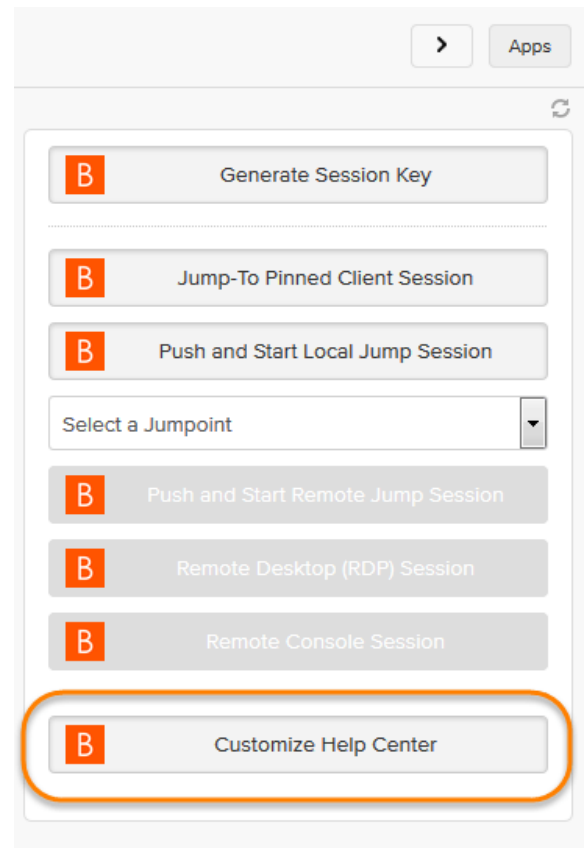 Apps
B Generate Session Key
B Jump-To Pinned Client Session
B Push and Start Local Jump Session
Select a Jumpoint
B Push and Start Remote Jump Session
B Remote Desktop (RDP) Session
B Remote Console Session
B Customize Help Center